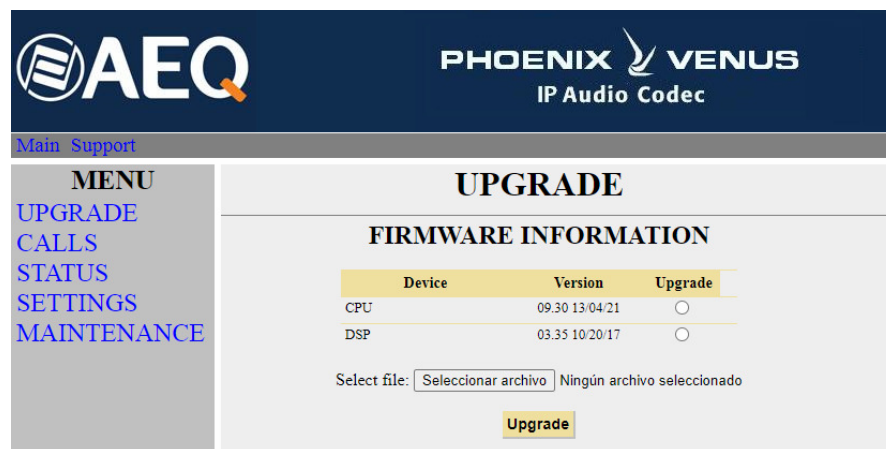 AEQ
PHOENIX VENUS
IP Audio Codec
Main Support
MENU
UPGRADE
CALLS
STATUS
SETTINGS
MAINTENANCE
UPGRADE
FIRMWARE INFORMATION
Device Version Upgrade
CPU 09.30 13/04/21
DSP 03.35 10/20/17
Select file: Seleccionar archivo Ningún archivo seleccionado
Upgrade